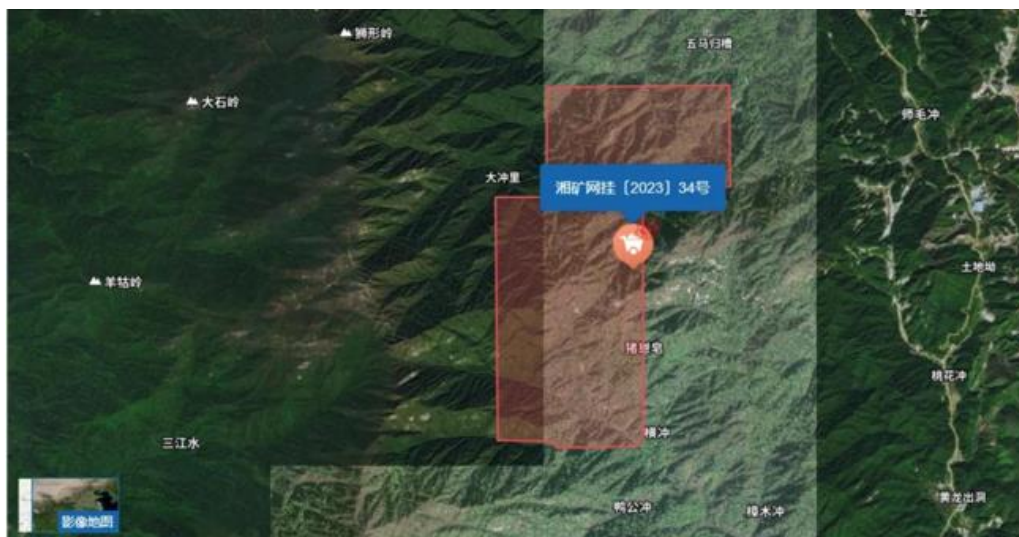 狮形岭
五马归槽
大石岭
师毛冲
大冲里
湘矿网挂〔2023〕34号
土地坳
羊牯岭
桃花冲
横冲
三江水
黄龙出洞
鸭公冲
樟木冲
影像地图